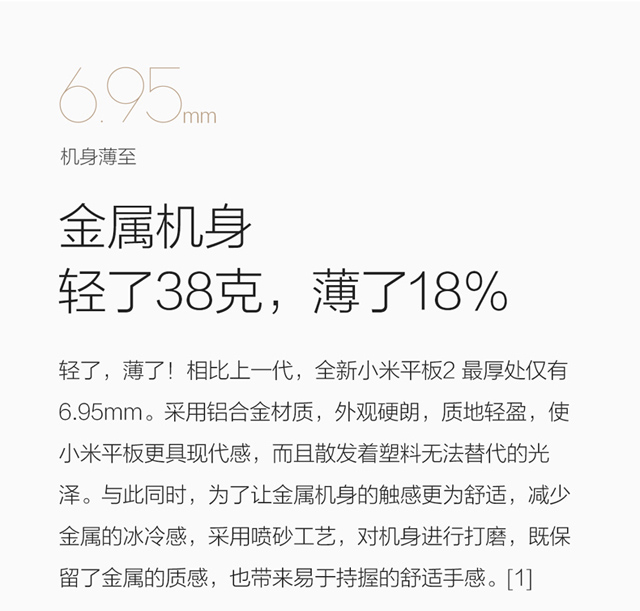 6.95mm
机身薄至
金属机身
轻了38克，薄了18%
轻了，薄了！相比上一代，全新小米平板2 最厚处仅有
6.95mm。采用铝合金材质，外观硬朗，质地轻盈，使
小米平板更具现代感，而且散发着塑料无法替代的光
泽。与此同时，为了让金属机身的触感更为舒适，减少
金属的冰冷感，采用喷砂工艺，对机身进行打磨，既保
留了金属的质感，也带来易于持握的舒适手感。[1]